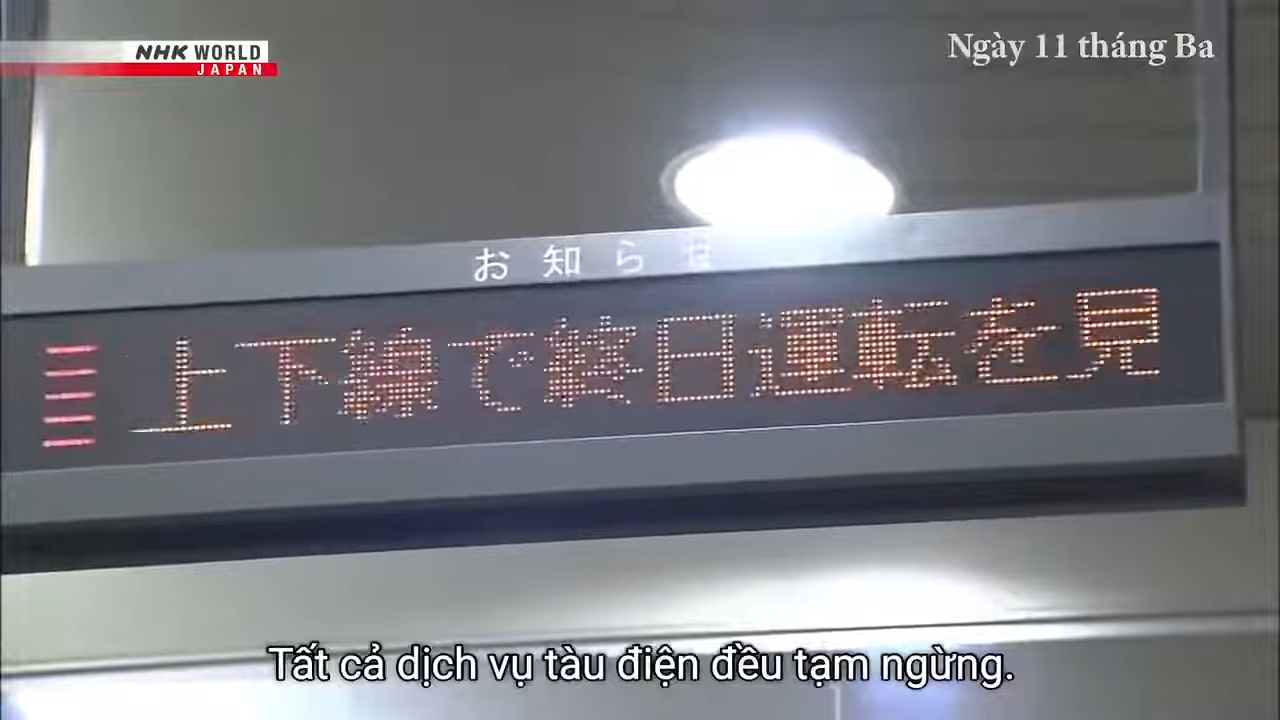 NHK WORLD
JAPAN
Ngày 11 tháng Ba
お知らせ
上下線で終日運転を見
Tất cả dịch vụ tàu điện đều tạm ngừng.